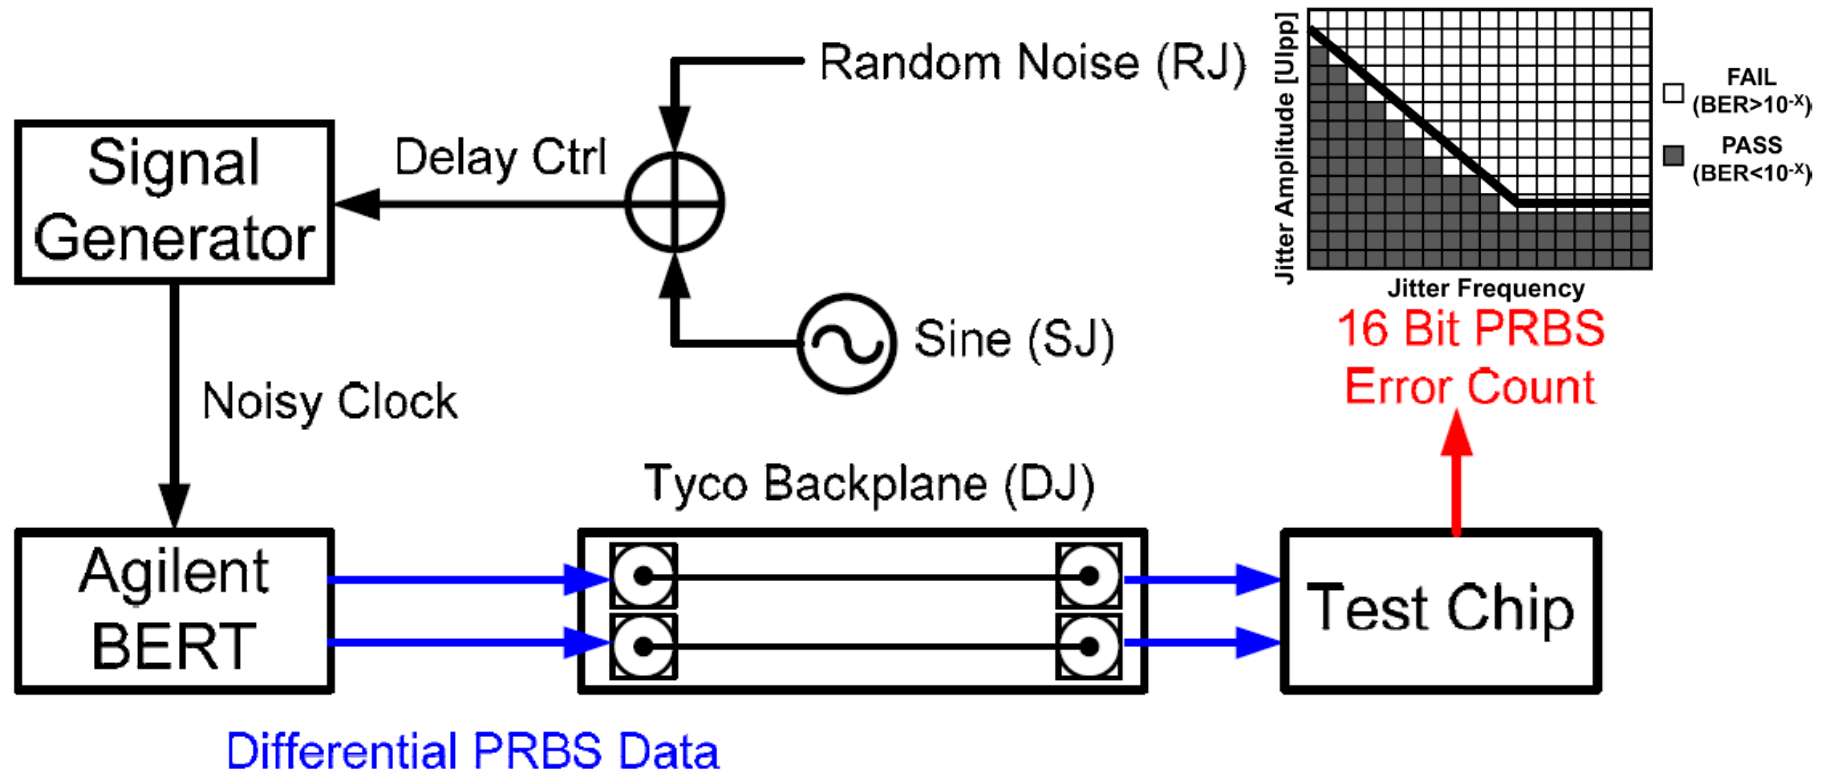 Random Noise (RJ)
Delay Ctrl
Signal
Generator
Sine (SJ)
Noisy Clock
Jitter Amplitude [UIpp]
FAIL
(BER>10-X)
PASS
(BER<10-X)
Jitter Frequency
16 Bit PRBS
Error Count
Tyco Backplane (DJ)
Agilent
BERT
Test Chip
Differential PRBS Data